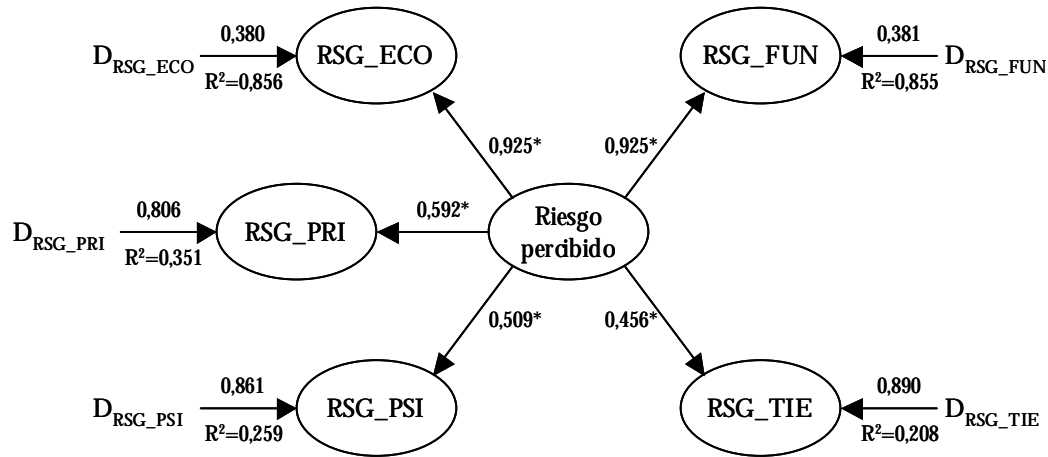 0,380
D_RSG_ECO
R²=0,856
RSG_ECO
RSG_FUN
0,381
D_RSG_FUN
R²=0,855
0,925*
0,925*
0,806
D_RSG_PRI
R²=0,351
RSG_PRI
0,592*
Riesgo
percibido
0,509*
0,456*
0,861
D_RSG_PSI
R²=0,259
RSG_PSI
RSG_TIE
0,890
D_RSG_TIE
R²=0,208